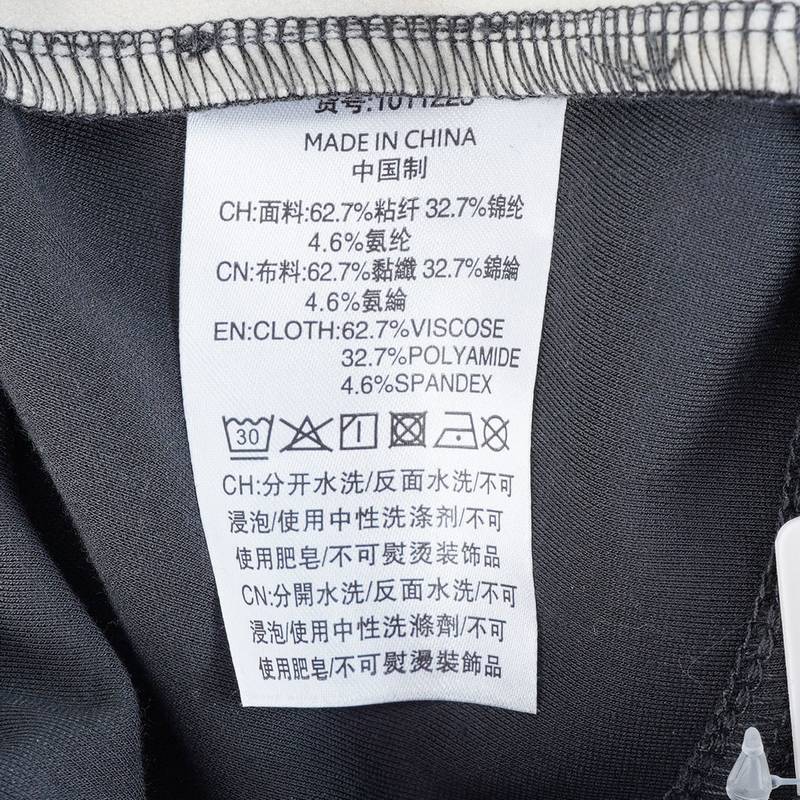 货号:1011223
MADE IN CHINA
中国制
CH:面料:62.7%粘纤 32.7%锦纶
4.6%氨纶
CN:布料:62.7%黏纖 32.7%錦綸
4.6%氨綸
EN:CLOTH:62.7%VISCOSE
32.7%POLYAMIDE
4.6%SPANDEX
30
CH:分开水洗/反面水洗/不可
浸泡/使用中性洗涤剂/不可
使用肥皂/不可熨烫装饰品
CN:分開水洗/反面水洗/不可
浸泡/使用中性洗滌劑/不可
使用肥皂/不可熨燙裝飾品